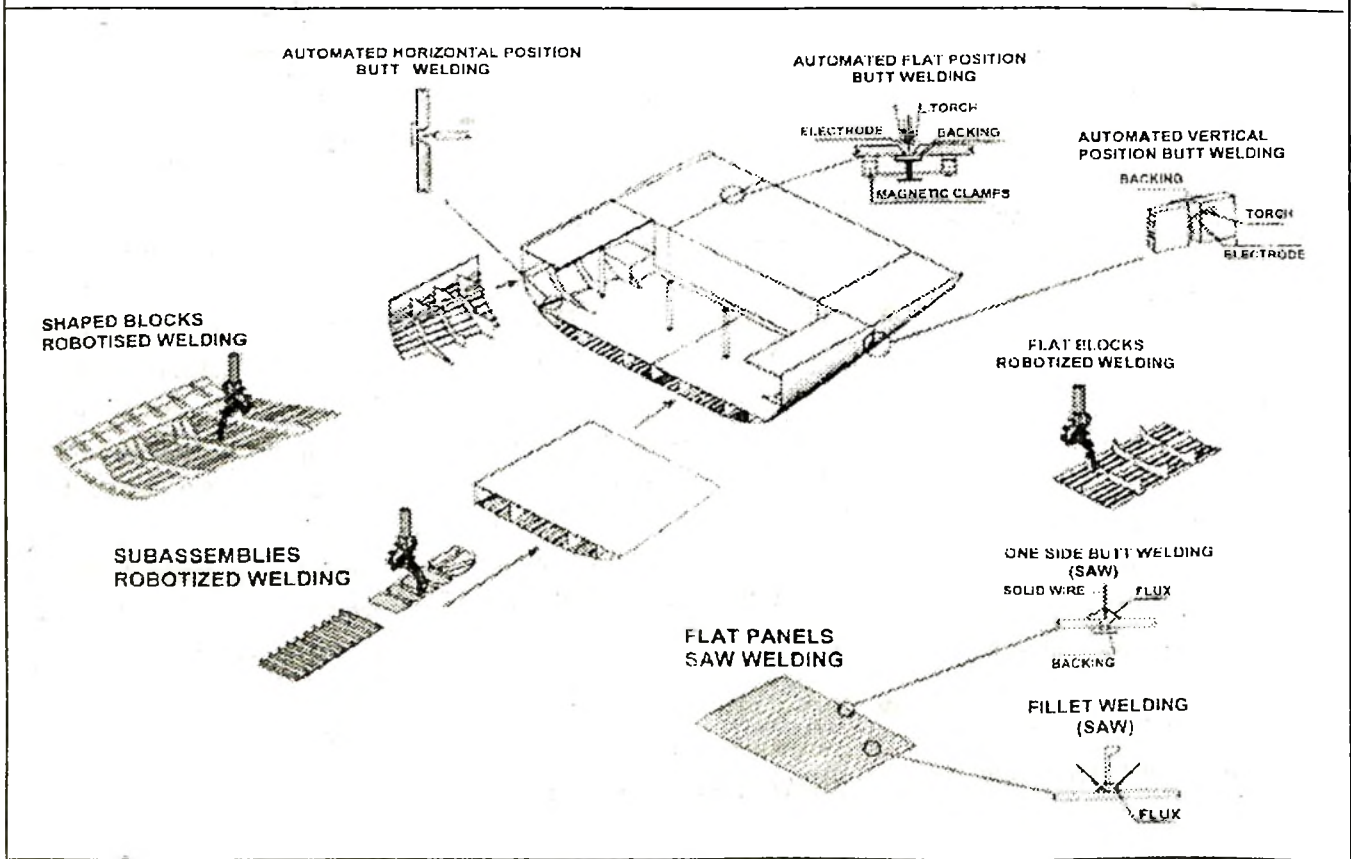 AUTOMATED HORIZONTAL POSITION
BUTT WELDING
AUTOMATED FLAT POSITION
BUTT WELDING
TORCH
ELECTRODE
BACKING
MAGNETIC CLAMPS
AUTOMATED VERTICAL
POSITION BUTT WELDING
BACKING
TORCH
ELECTRODE
SHAPED BLOCKS
ROBOTISED WELDING
FLAT BLOCKS
ROBOTIZED WELDING
SUBASSEMBLIES
ROBOTIZED WELDING
ONE SIDE BUTT WELDING
(SAW)
SOLID WIRE
FLUX
BACKING
FLAT PANELS
SAW WELDING
FILLET WELDING
(SAW)
FLUX